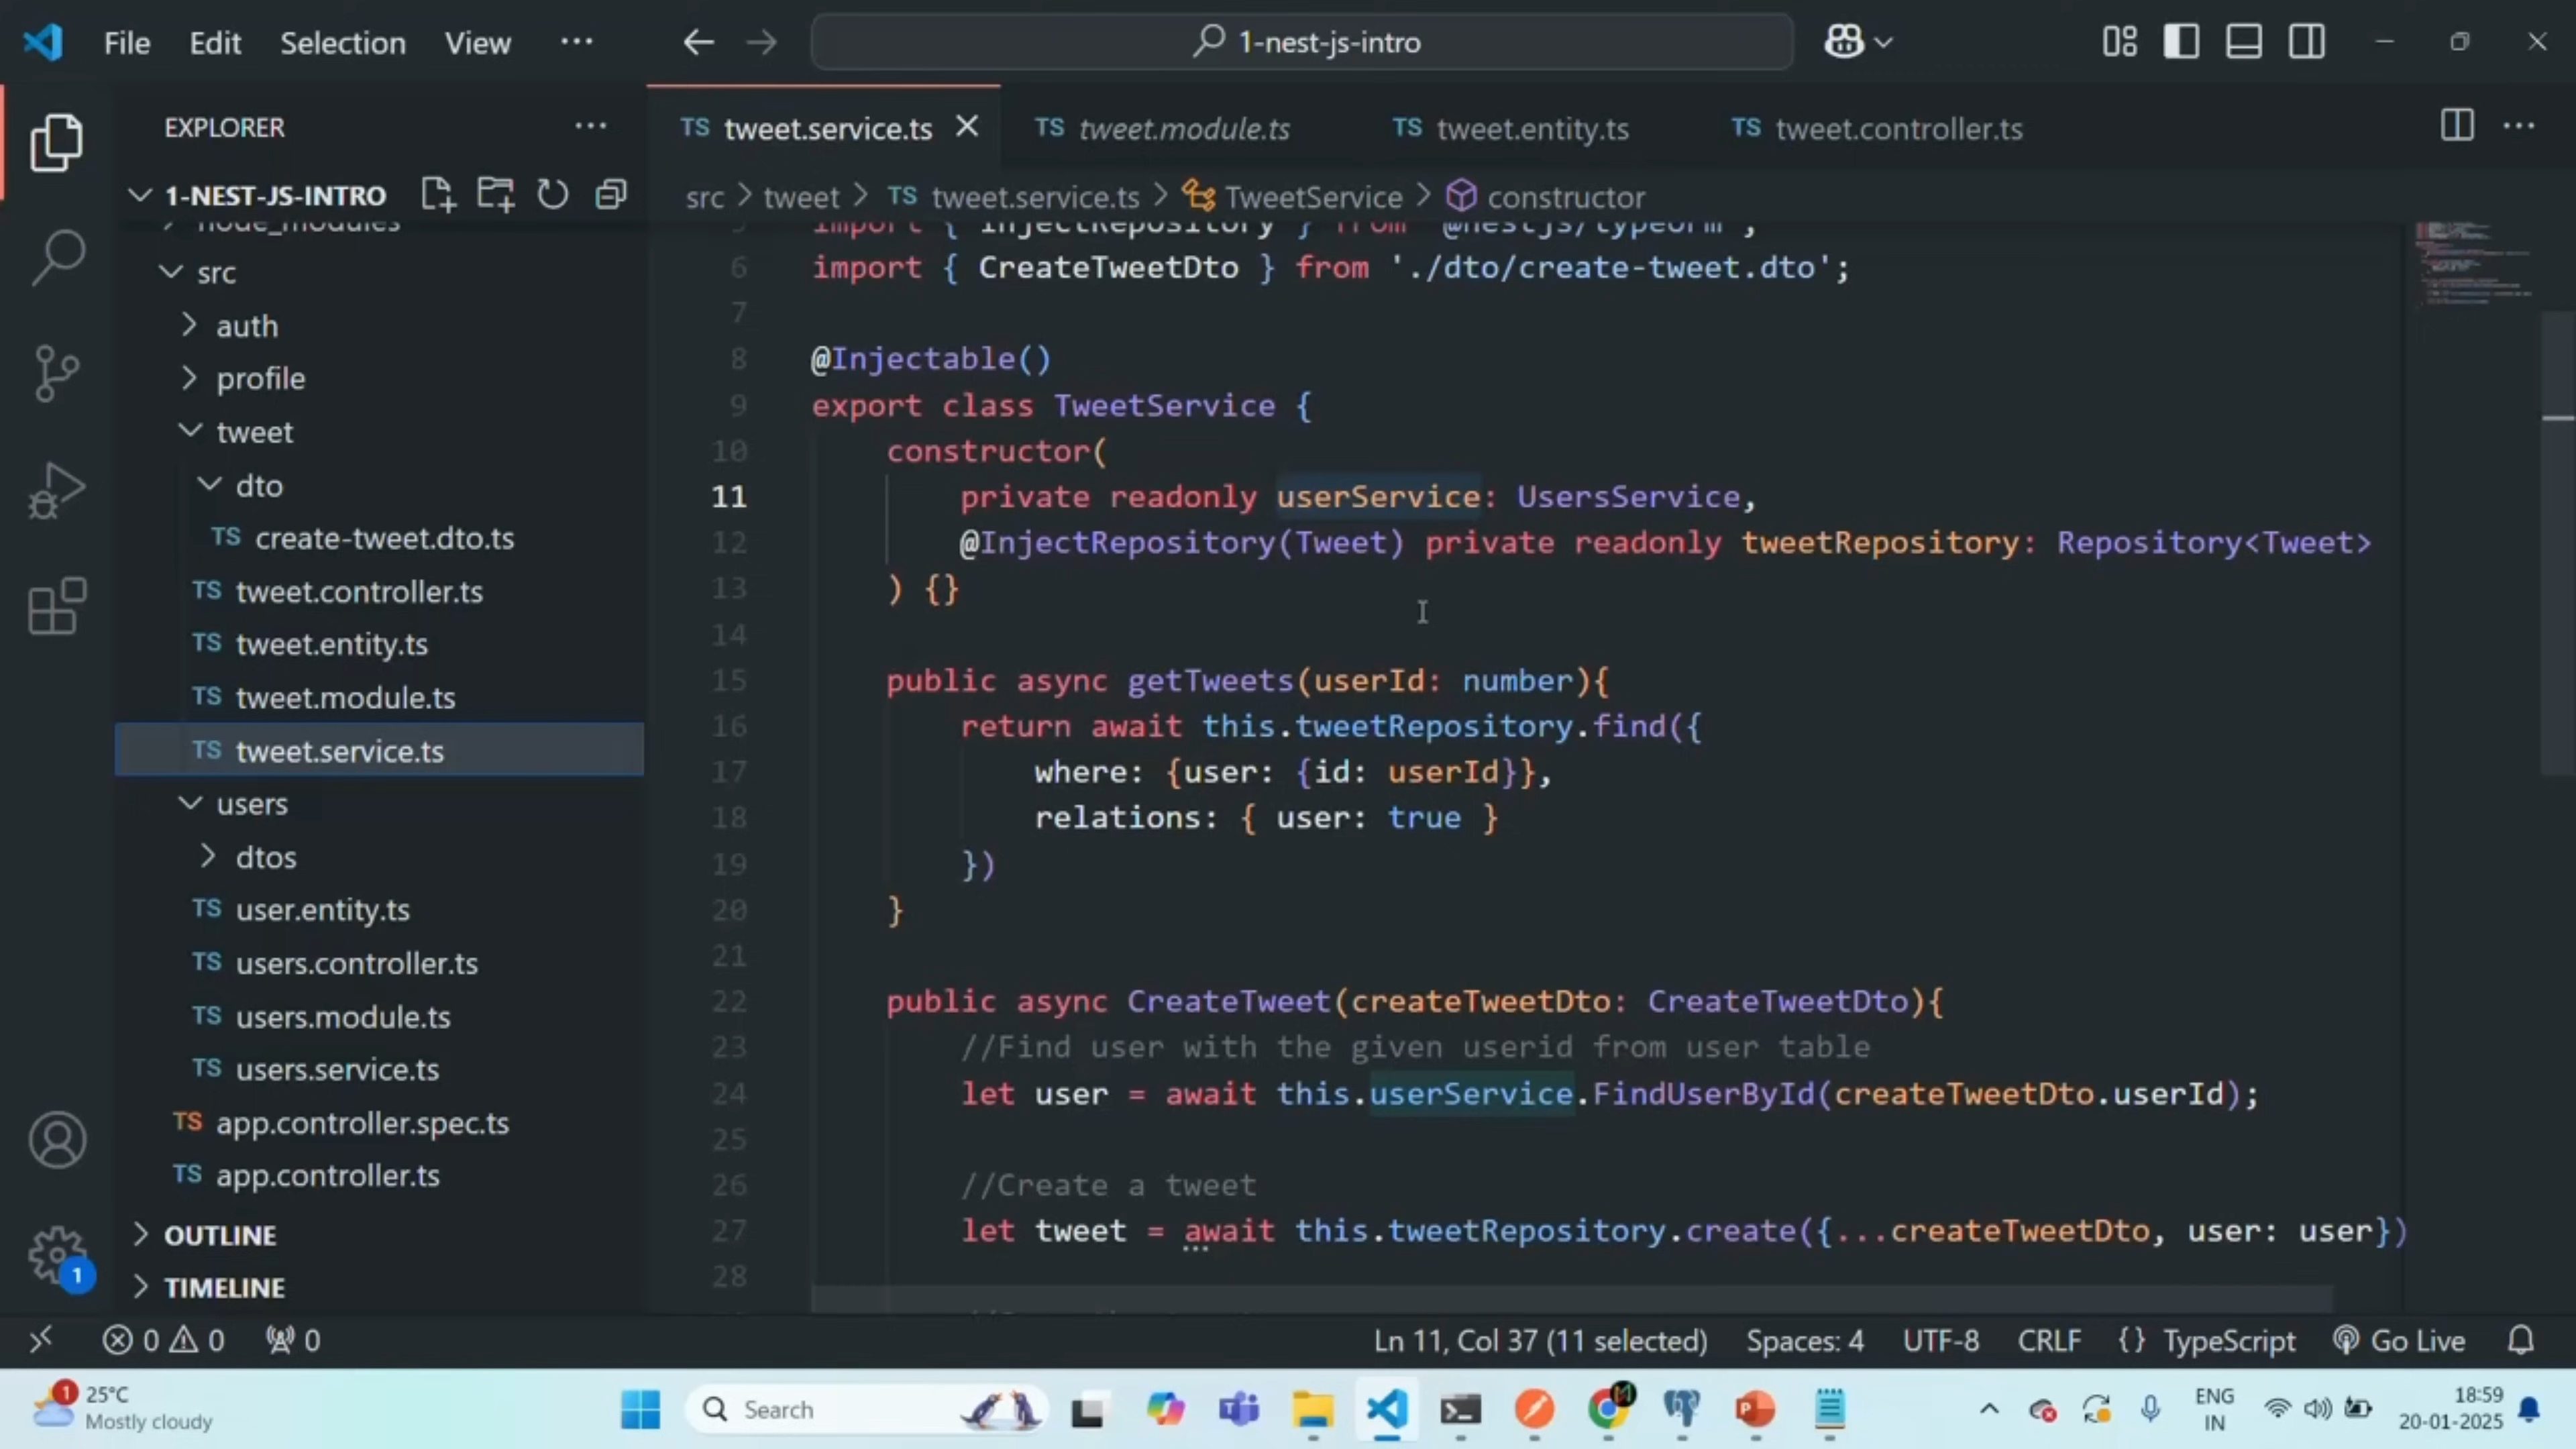 File Edit Selection View ··· 1-nest-js-intro
EXPLORER ···
1-NEST-JS-INTRO
node_modules
src
auth
profile
tweet
dto
TS create-tweet.dto.ts
TS tweet.controller.ts
TS tweet.entity.ts
TS tweet.module.ts
TS tweet.service.ts
users
dtos
TS user.entity.ts
TS users.controller.ts
TS users.module.ts
TS users.service.ts
TS app.controller.spec.ts
TS app.controller.ts
OUTLINE
TIMELINE
1
TS tweet.service.ts TS tweet.module.ts TS tweet.entity.ts TS tweet.controller.ts ···
src > tweet > TS tweet.service.ts > TweetService > constructor
5 import { InjectRepository } from '@nestjs/typeorm';
6 import { CreateTweetDto } from './dto/create-tweet.dto';
7
8 @Injectable()
9 export class TweetService {
10 constructor(
11 private readonly userService: UsersService,
12 @InjectRepository(Tweet) private readonly tweetRepository: Repository<Tweet>
13 ) {}
14
15 public async getTweets(userId: number){
16 return await this.tweetRepository.find({
17 where: {user: {id: userId}},
18 relations: { user: true }
19 })
20 }
21
22 public async CreateTweet(createTweetDto: CreateTweetDto){
23 //Find user with the given userid from user table
24 let user = await this.userService.FindUserById(createTweetDto.userId);
25
26 //Create a tweet
27 let tweet = await this.tweetRepository.create({...createTweetDto, user: user})
28
0 0 0 Ln 11, Col 37 (11 selected) Spaces: 4 UTF-8 CRLF {} TypeScript Go Live
1 25°C
Mostly cloudy
Search
ENG
IN
18:59
20-01-2025